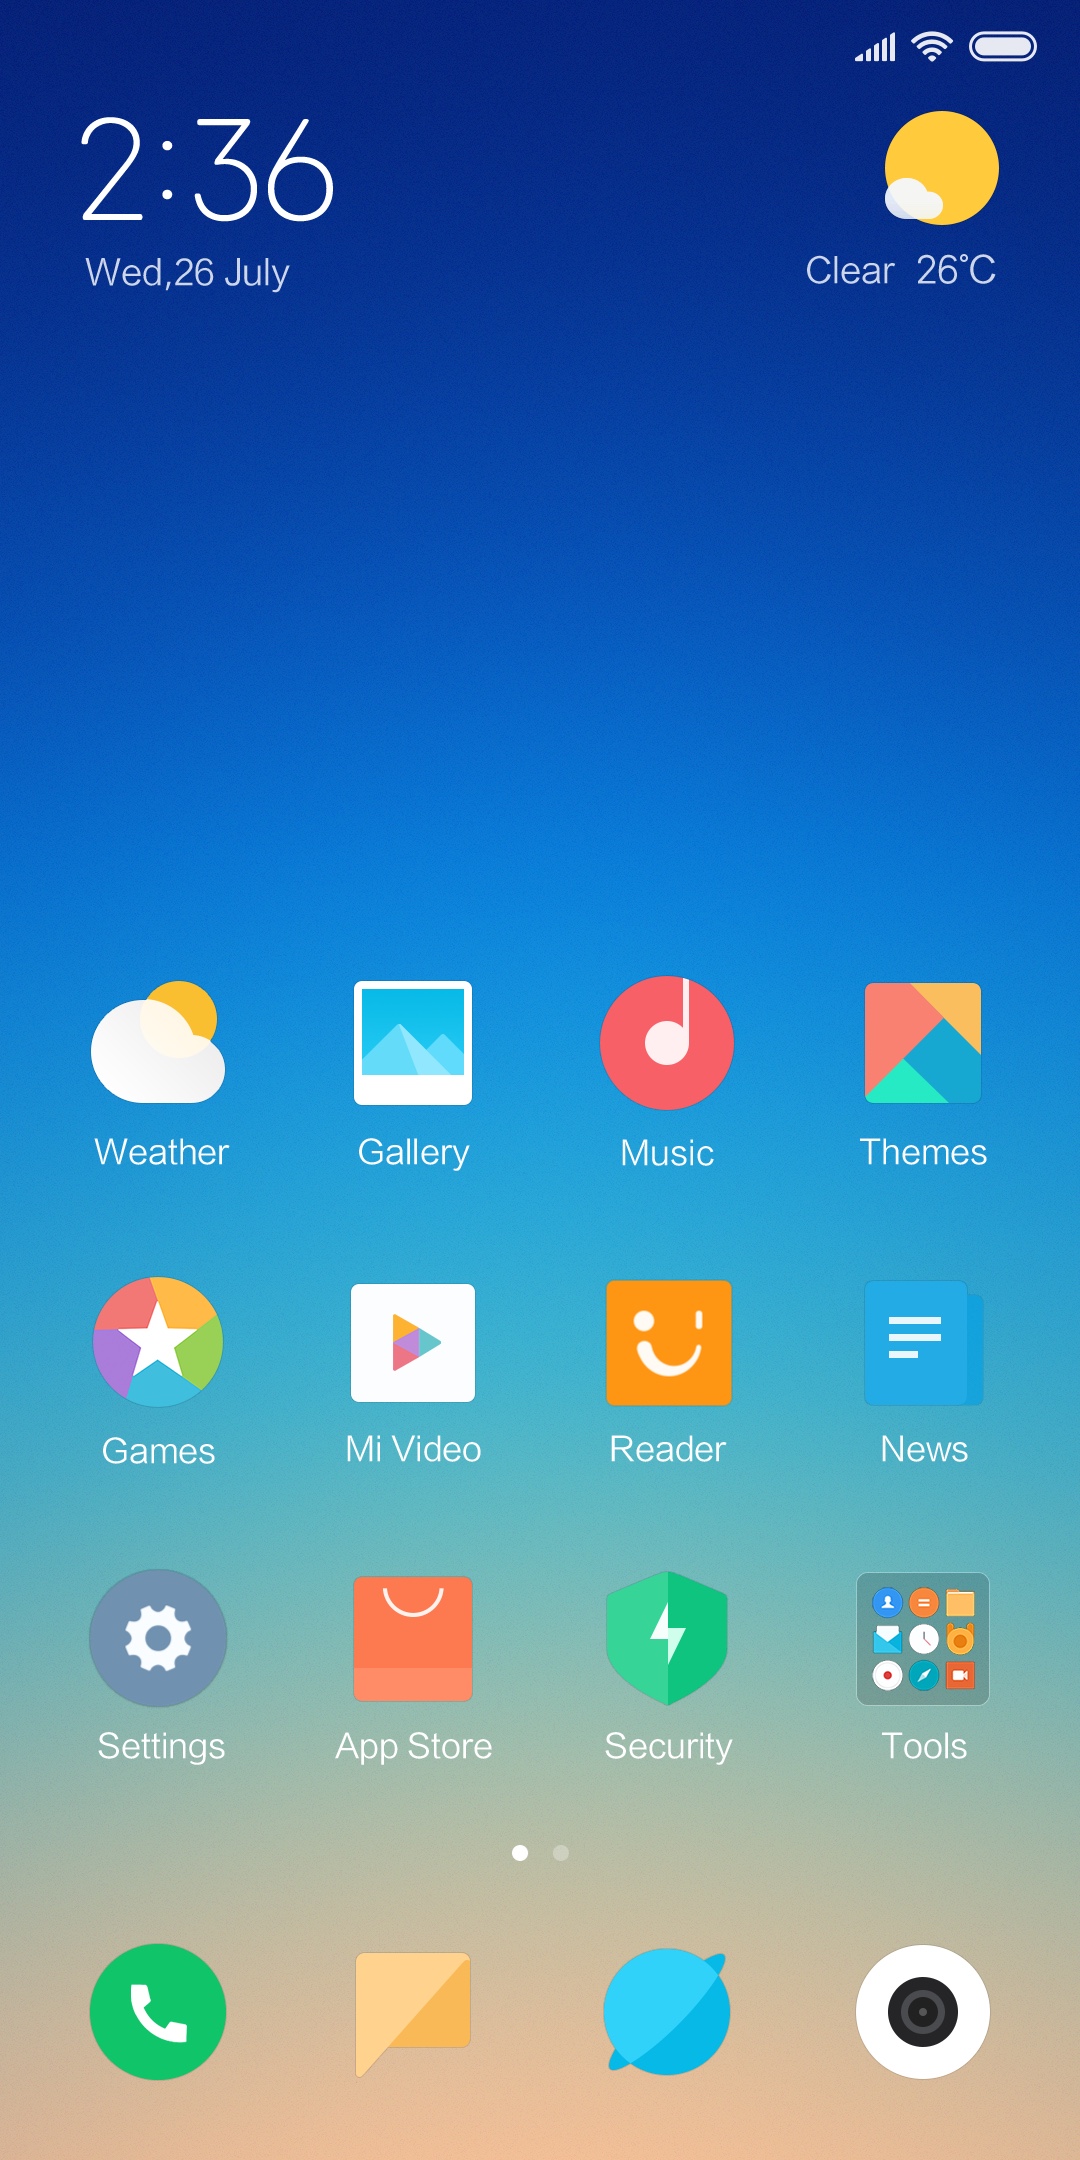 2:36
Wed,26 July
Clear 26°C
Weather
Gallery
Music
Themes
Games
Mi Video
Reader
News
Settings
App Store
Security
Tools